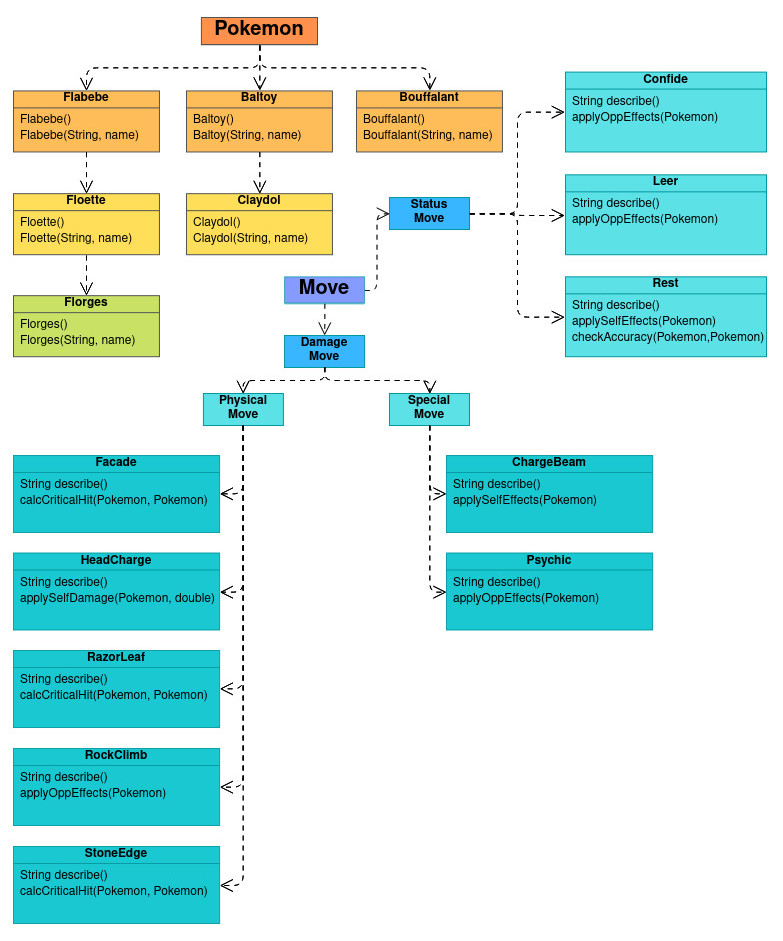 Pokemon
Flabebe
Flabebe()
Flabebe(String, name)
Baltoy
Baltoy()
Baltoy(String, name)
Bouffalant
Bouffalant()
Bouffalant(String, name)
Confide
String describe()
applyOppEffects(Pokemon)
Floette
Floette()
Floette(String, name)
Claydol
Claydol()
Claydol(String, name)
Status
Move
Leer
String describe()
applyOppEffects(Pokemon)
Move
Rest
String describe()
applySelfEffects(Pokemon)
checkAccuracy(Pokemon,Pokemon)
Florges
Florges()
Florges(String, name)
Damage
Move
Physical
Move
Special
Move
Facade
String describe()
calcCriticalHit(Pokemon, Pokemon)
ChargeBeam
String describe()
applySelfEffects(Pokemon)
HeadCharge
String describe()
applySelfDamage(Pokemon, double)
Psychic
String describe()
applyOppEffects(Pokemon)
RazorLeaf
String describe()
calcCriticalHit(Pokemon, Pokemon)
RockClimb
String describe()
applyOppEffects(Pokemon)
StoneEdge
String describe()
calcCriticalHit(Pokemon, Pokemon)